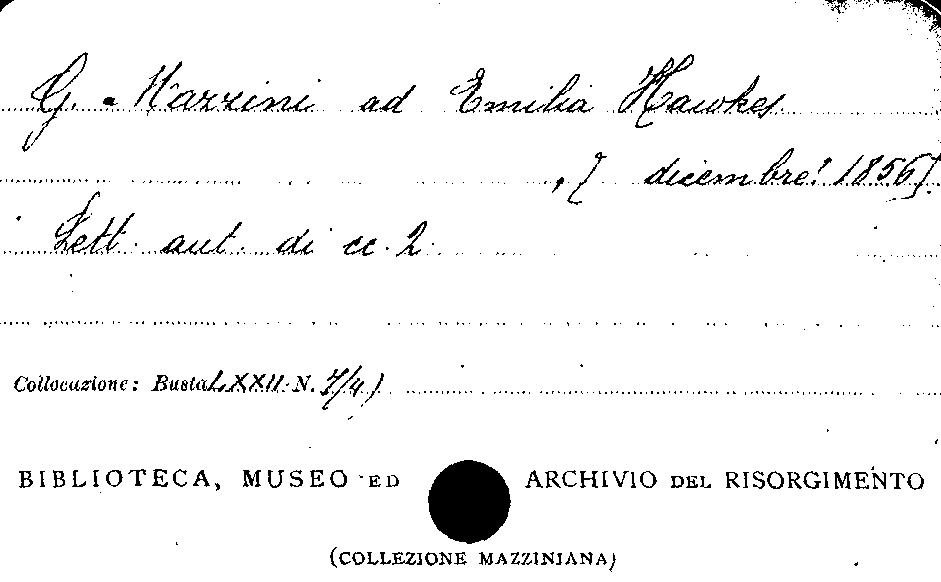 G. Mazzini ad Emilia Hawkes
, [ dicembre! 1856].
Lett. aut. di cc. 2.
Collocazione: Busta LXXII N. 7/4)
BIBLIOTECA, MUSEO ED ARCHIVIO DEL RISORGIMENTO
(COLLEZIONE MAZZINIANA)